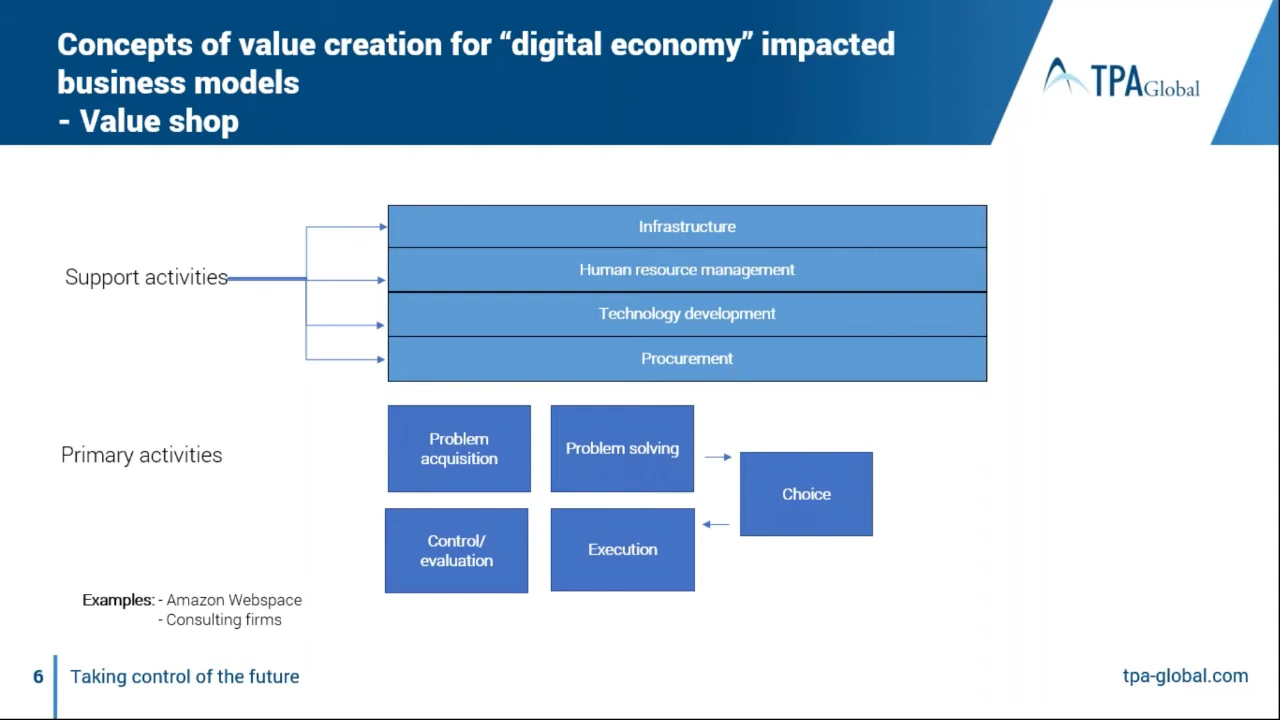 Concepts of value creation for “digital economy” impacted
business models
- Value shop
TPA Global
Support activities
Infrastructure
Human resource management
Technology development
Procurement
Primary activities
Problem
acquisition
Problem solving
Choice
Control/
evaluation
Execution
Examples: - Amazon Webspace
- Consulting firms
6 Taking control of the future
tpa-global.com